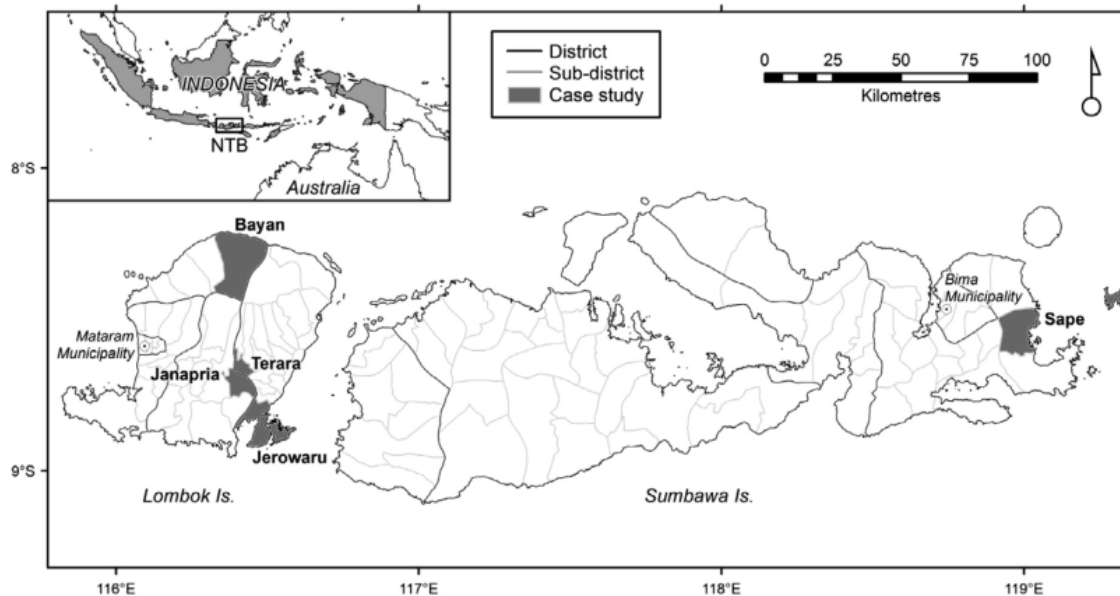 INDONESIA
NTB
Australia
District
Sub-district
Case study
0 25 50 75 100
Kilometres
8°S
9°S
Bayan
Mataram
Municipality
Janapria
Terara
Jerowaru
Bima
Municipality
Sape
Lombok Is.
Sumbawa Is.
116°E
117°E
118°E
119°E